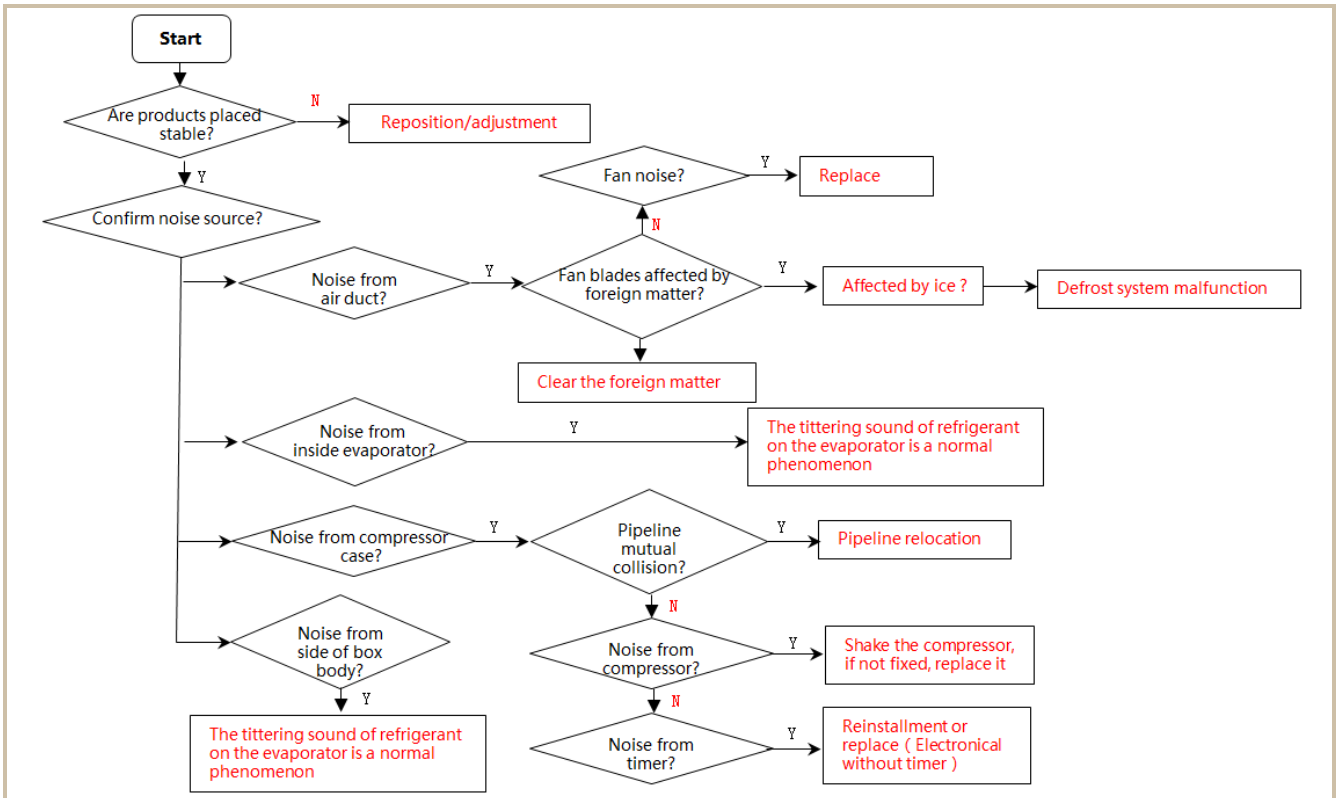 Start
Are products placed
stable?
N
Reposition/adjustment
Y
Confirm noise source?
Fan noise?
Y
Replace
N
Noise from
air duct?
Y
Fan blades affected by
foreign matter?
Y
Affected by ice ?
Defrost system malfunction
Clear the foreign matter
Noise from
inside evaporator?
Y
The tittering sound of refrigerant
on the evaporator is a normal
phenomenon
Noise from compressor
case?
Y
Pipeline
mutual
collision?
Y
Pipeline relocation
N
Noise from
side of box
body?
Y
The tittering sound of refrigerant
on the evaporator is a normal
phenomenon
Noise from
compressor?
Y
Shake the compressor,
if not fixed, replace it
N
Noise from
timer?
Y
Reinstallment or
replace ( Electronical
without timer )